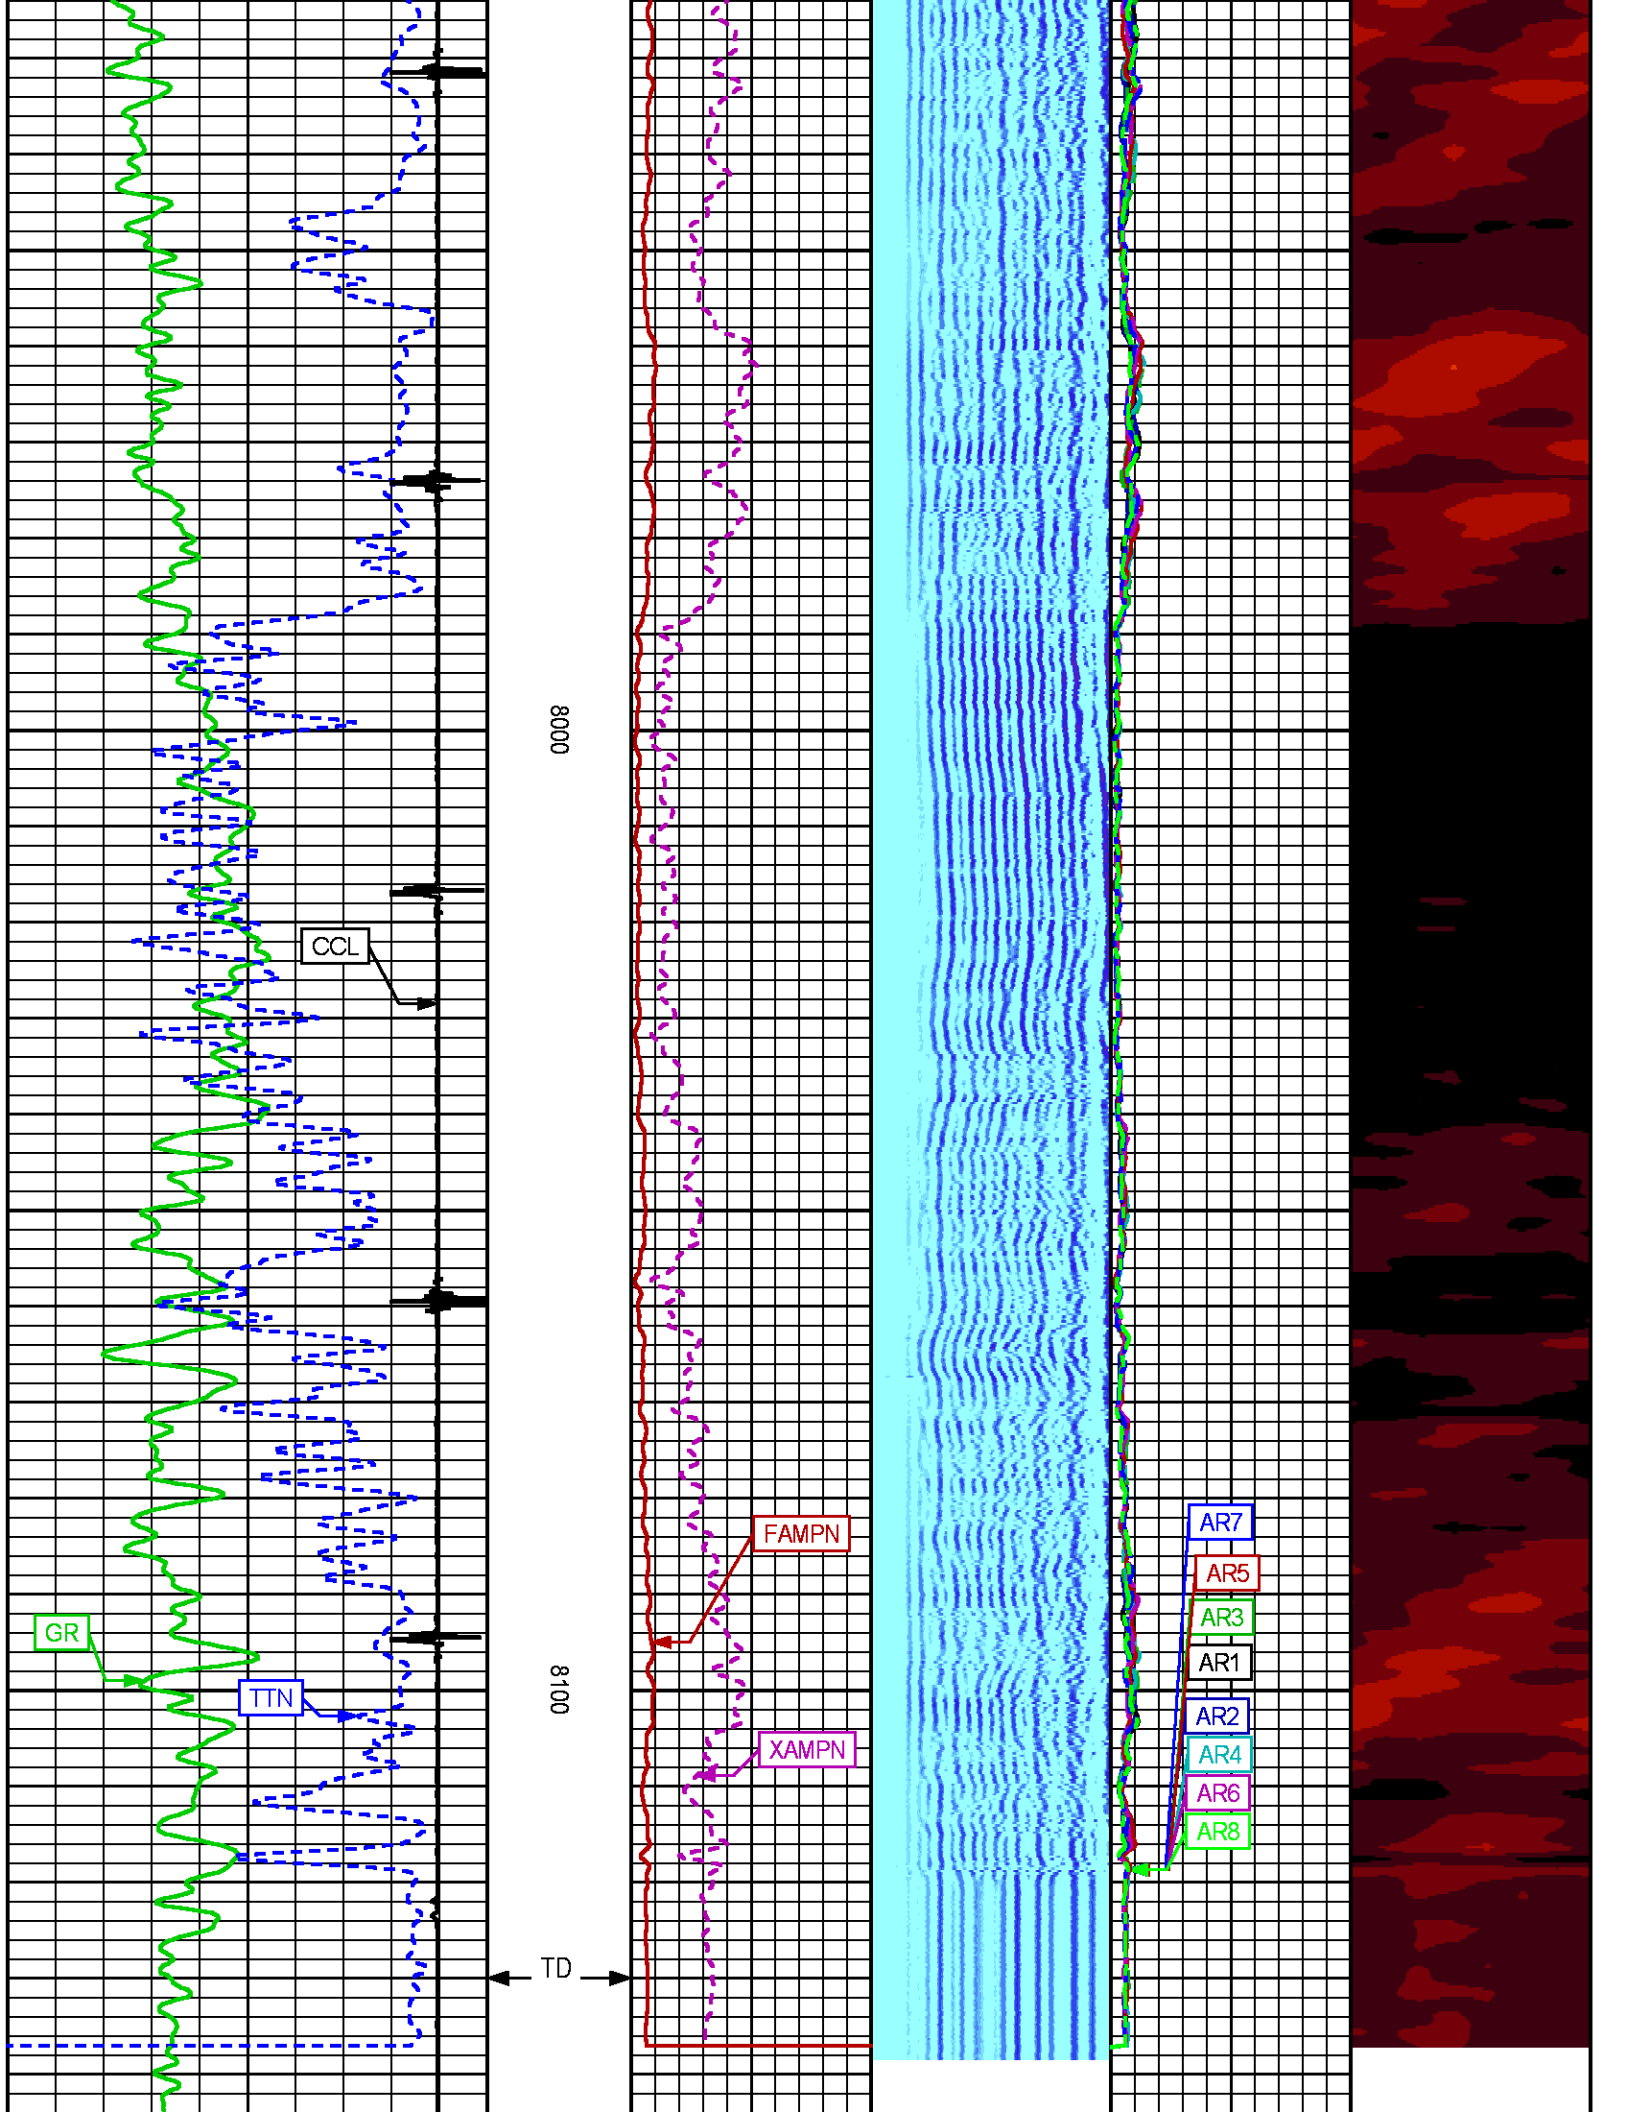 8000
CCL
AR7
FAMPN
AR5
AR3
GR
AR1
8100
TTN
AR2
XAMPN
AR4
AR6
AR8
TD